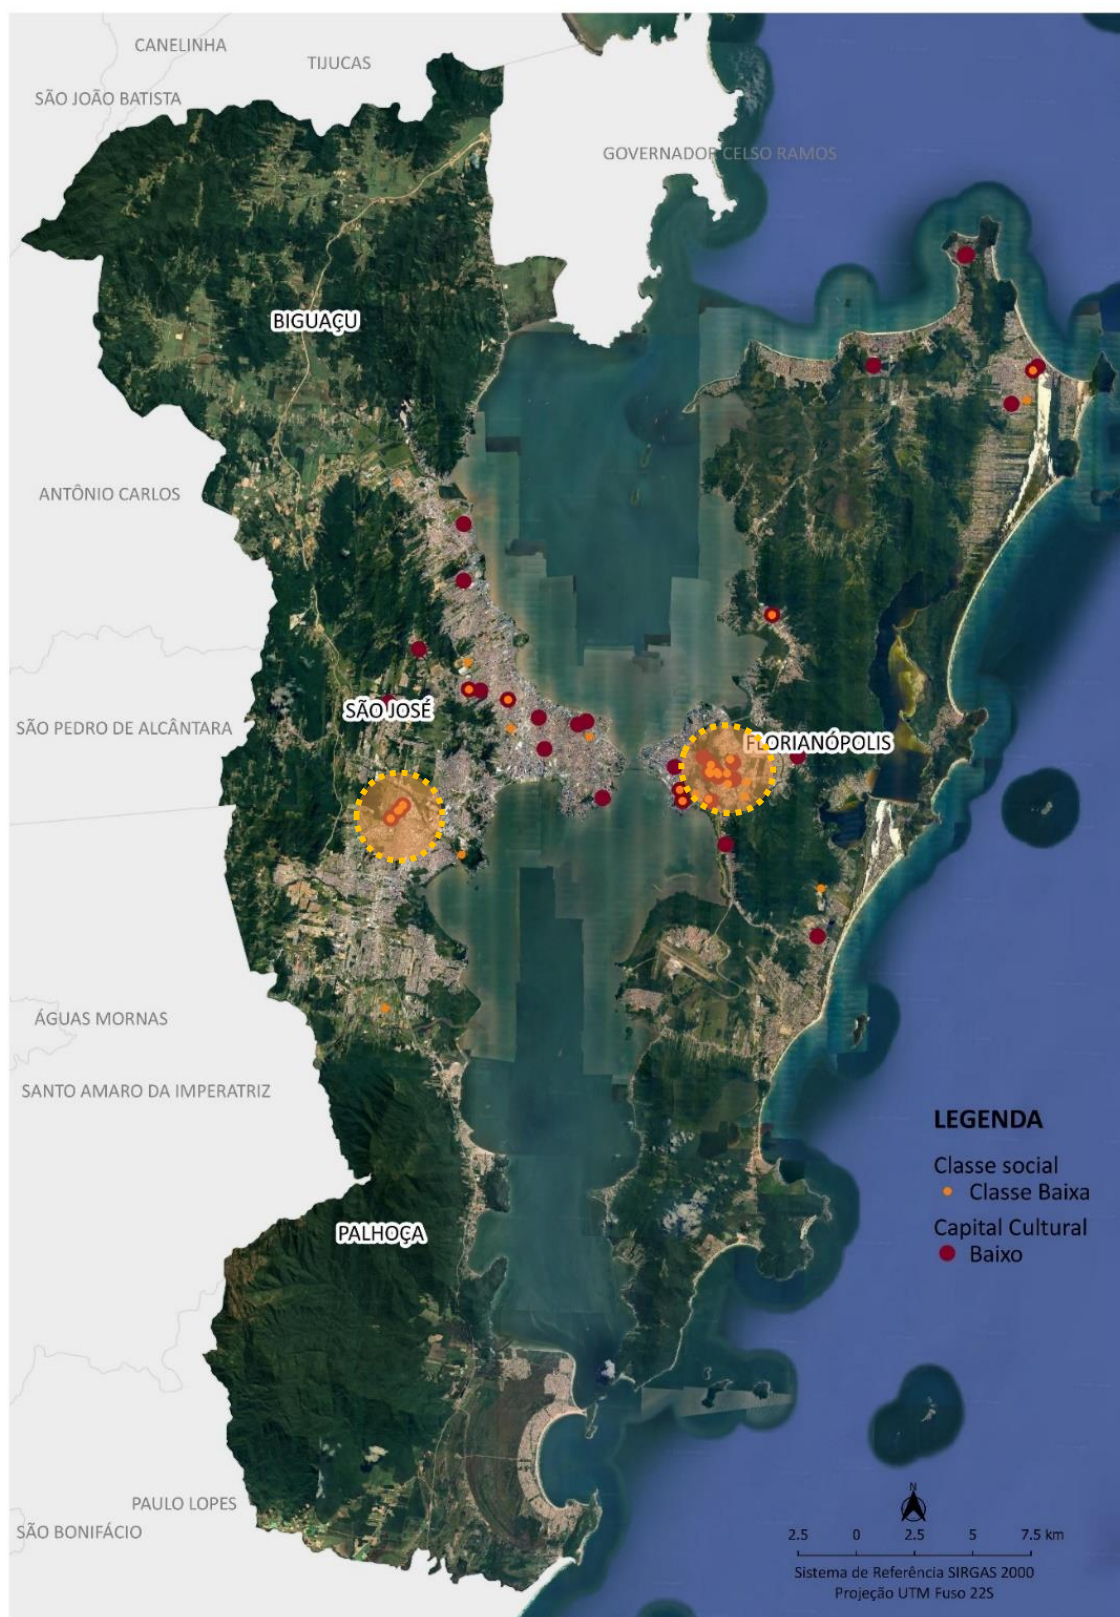 CANELINHA
TIJUCAS
SÃO JOÃO BATISTA
GOVERNADOR CELSO RAMOS
BIGUAÇU
ANTÔNIO CARLOS
SÃO JOSÉ
SÃO PEDRO DE ALCÂNTARA
FLORIANÓPOLIS
ÁGUAS MORNAS
SANTO AMARO DA IMPERATRIZ
LEGENDA
Classe social
Classe Baixa
Capital Cultural
Baixo
PALHOÇA
PAULO LOPES
SÃO BONIFÁCIO
N
2.5 0 2.5 5 7.5 km
Sistema de Referência SIRGAS 2000
Projeção UTM Fuso 22S